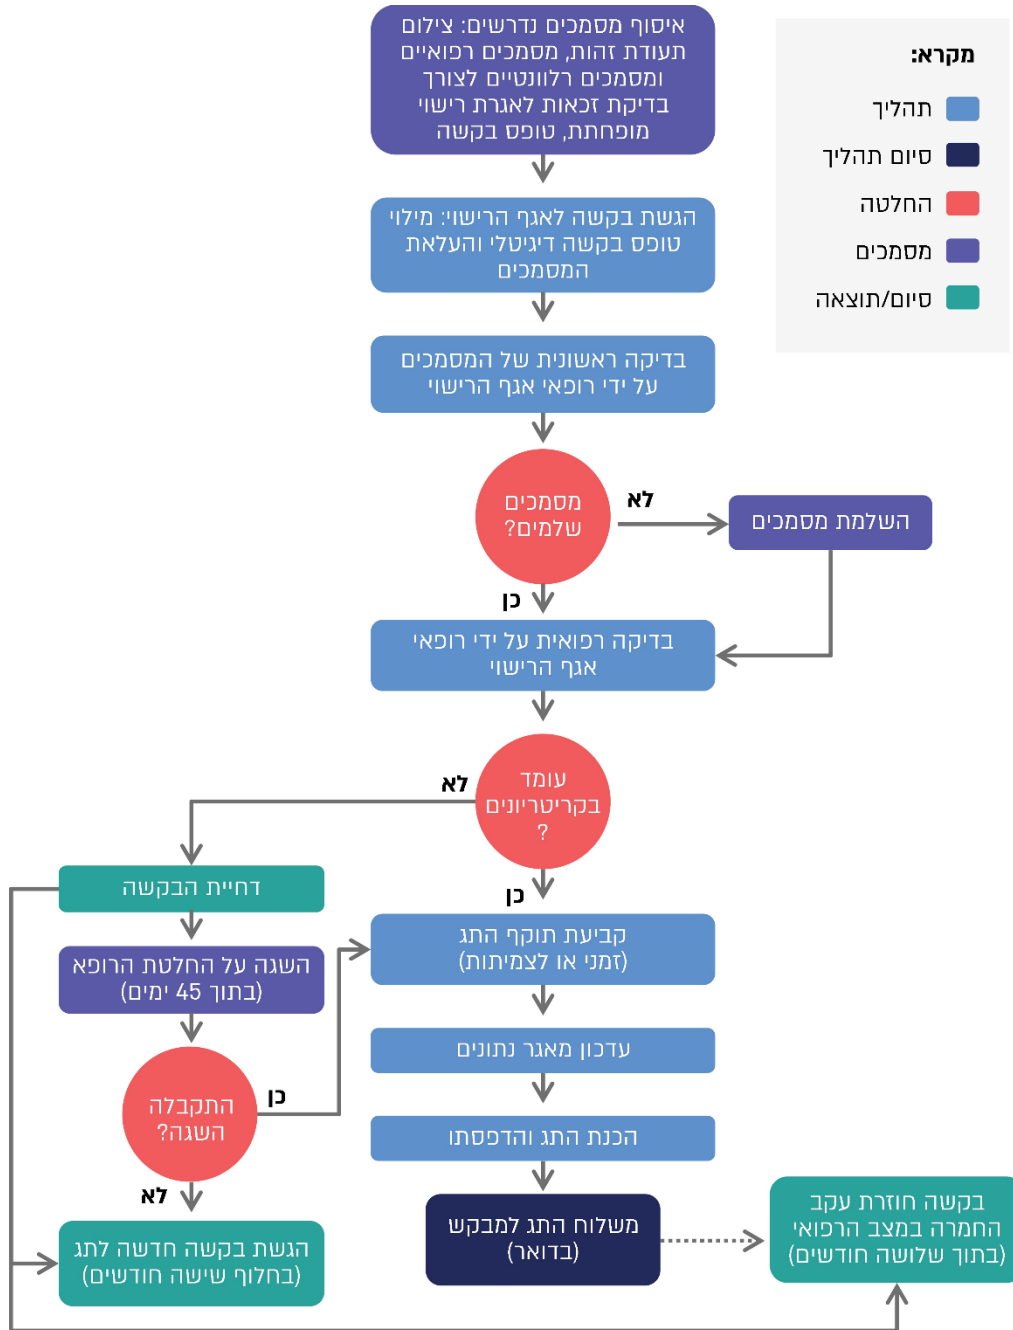 איסוף מסמכים נדרשים: צילום
תעודת זהות, מסמכים רפואיים
ומסמכים רלוונטיים לצורך
בדיקת זכאות לאגרת רישוי
מופחתת, טופס בקשה
מקרא:
תהליך
סיום תהליך
החלטה
מסמכים
סיום/תוצאה
הגשת בקשה לאגף הרישוי: מילוי
טופס בקשה דיגיטלי והעלאת
המסמכים
בדיקה ראשונית של המסמכים
על ידי רופאי אגף הרישוי
מסמכים
שלמים?
לא
השלמת מסמכים
כן
בדיקה רפואית על ידי רופאי
אגף הרישוי
עומד
בקריטריונים
?
לא
כן
דחיית הבקשה
השגה על החלטת הרופא
(בתוך 45 ימים)
התקבלה
השגה?
כן
לא
הגשת בקשה חדשה לתג
(בחלוף שישה חודשים)
קביעת תוקף התג
(זמני או לצמיתות)
עדכון מאגר נתונים
הכנת התג והדפסתו
משלוח התג למבקש
(בדואר)
בקשה חוזרת עקב
החמרה במצב הרפואי
(בתוך שלושה חודשים)